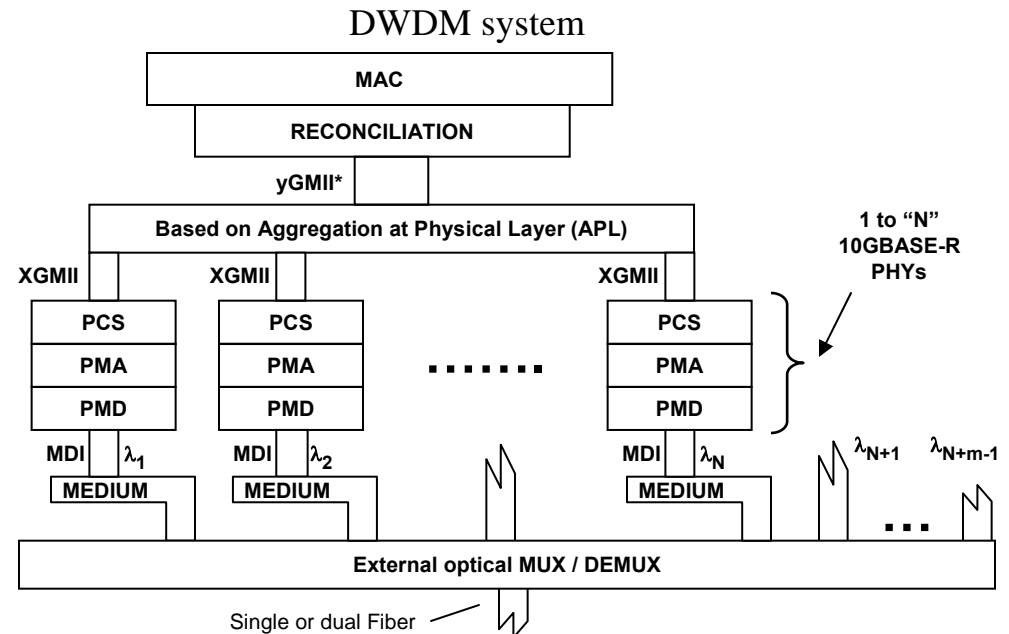 DWDM system
MAC
RECONCILIATION
yGMII*
Based on Aggregation at Physical Layer (APL)
1 to “N”
10GBASE-R
PHYs
XGMII XGMII XGMII
PCS PCS PCS
PMA PMA PMA
PMD PMD PMD
MDI λ1 MDI λ2 MDI λN λN+1 λN+m-1
MEDIUM MEDIUM MEDIUM
External optical MUX / DEMUX
Single or dual Fiber